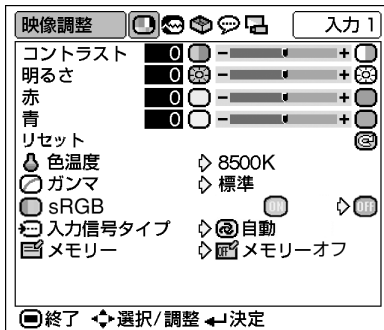 映像調整 入力 1
コントラスト 0 - +
明るさ 0 - +
赤 0 - +
青 0 - +
リセット
色温度 8500K
ガンマ 標準
sRGB ON OFF
入力信号タイプ 自動
メモリー OFF メモリーオフ
終了 選択/調整 決定